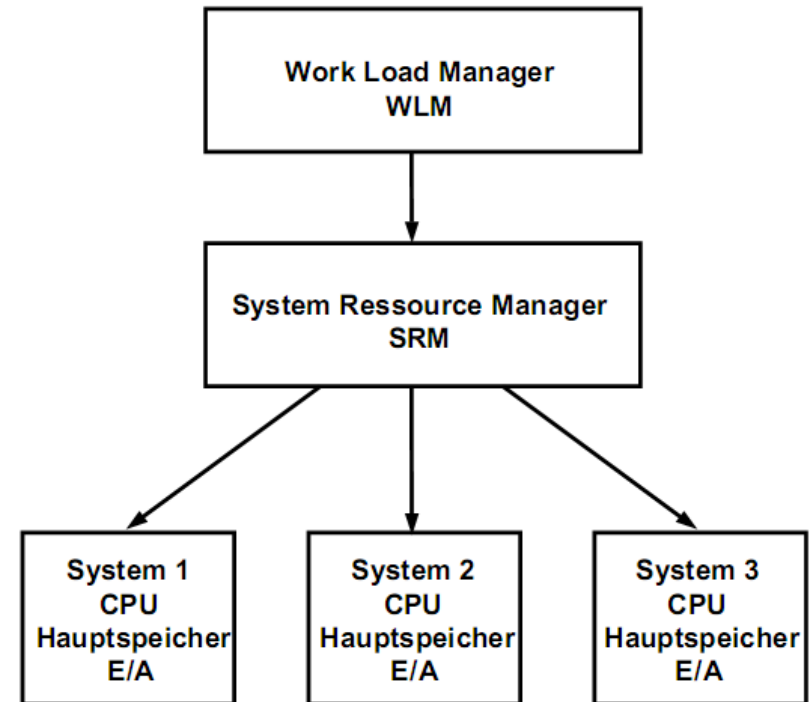 Work Load Manager
WLM
System Ressource Manager
SRM
System 1
CPU
Hauptspeicher
E/A
System 2
CPU
Hauptspeicher
E/A
System 3
CPU
Hauptspeicher
E/A